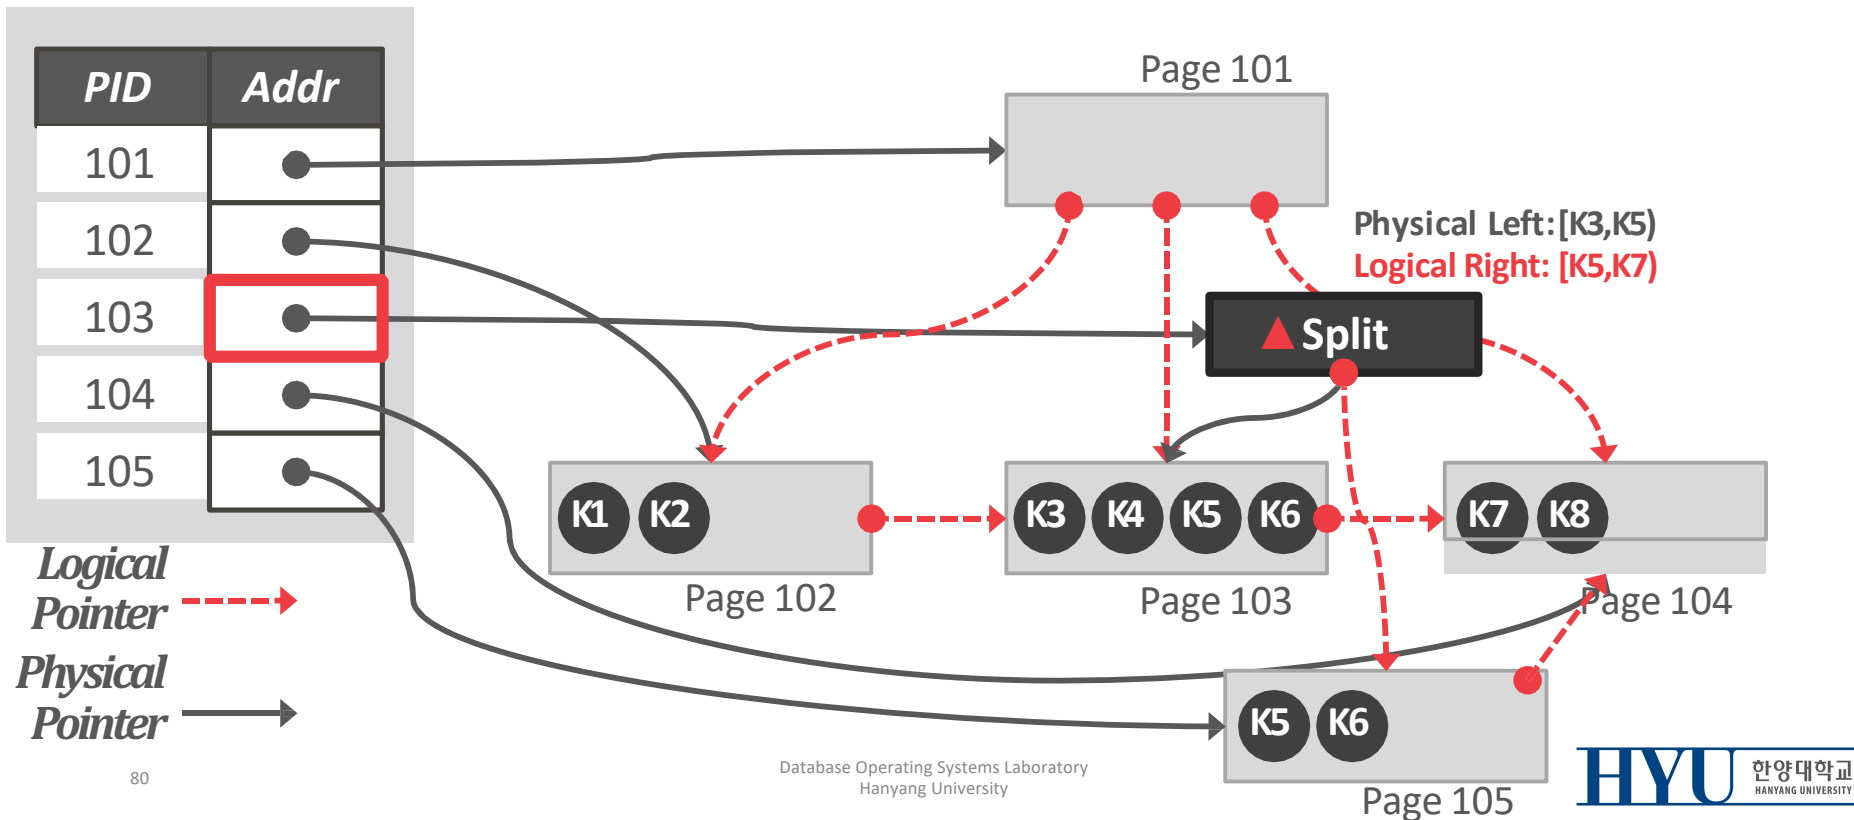 PID Addr
101
102
103
104
105
Logical
Pointer
Physical
Pointer
Page 101
Physical Left: [K3,K5)
Logical Right: [K5,K7)
▲ Split
K1 K2
K3 K4 K5 K6
K7 K8
Page 102
Page 103
Page 104
K5 K6
Page 105
80
Database Operating Systems Laboratory
Hanyang University
HYU
한양대학교
HANYANG UNIVERSITY